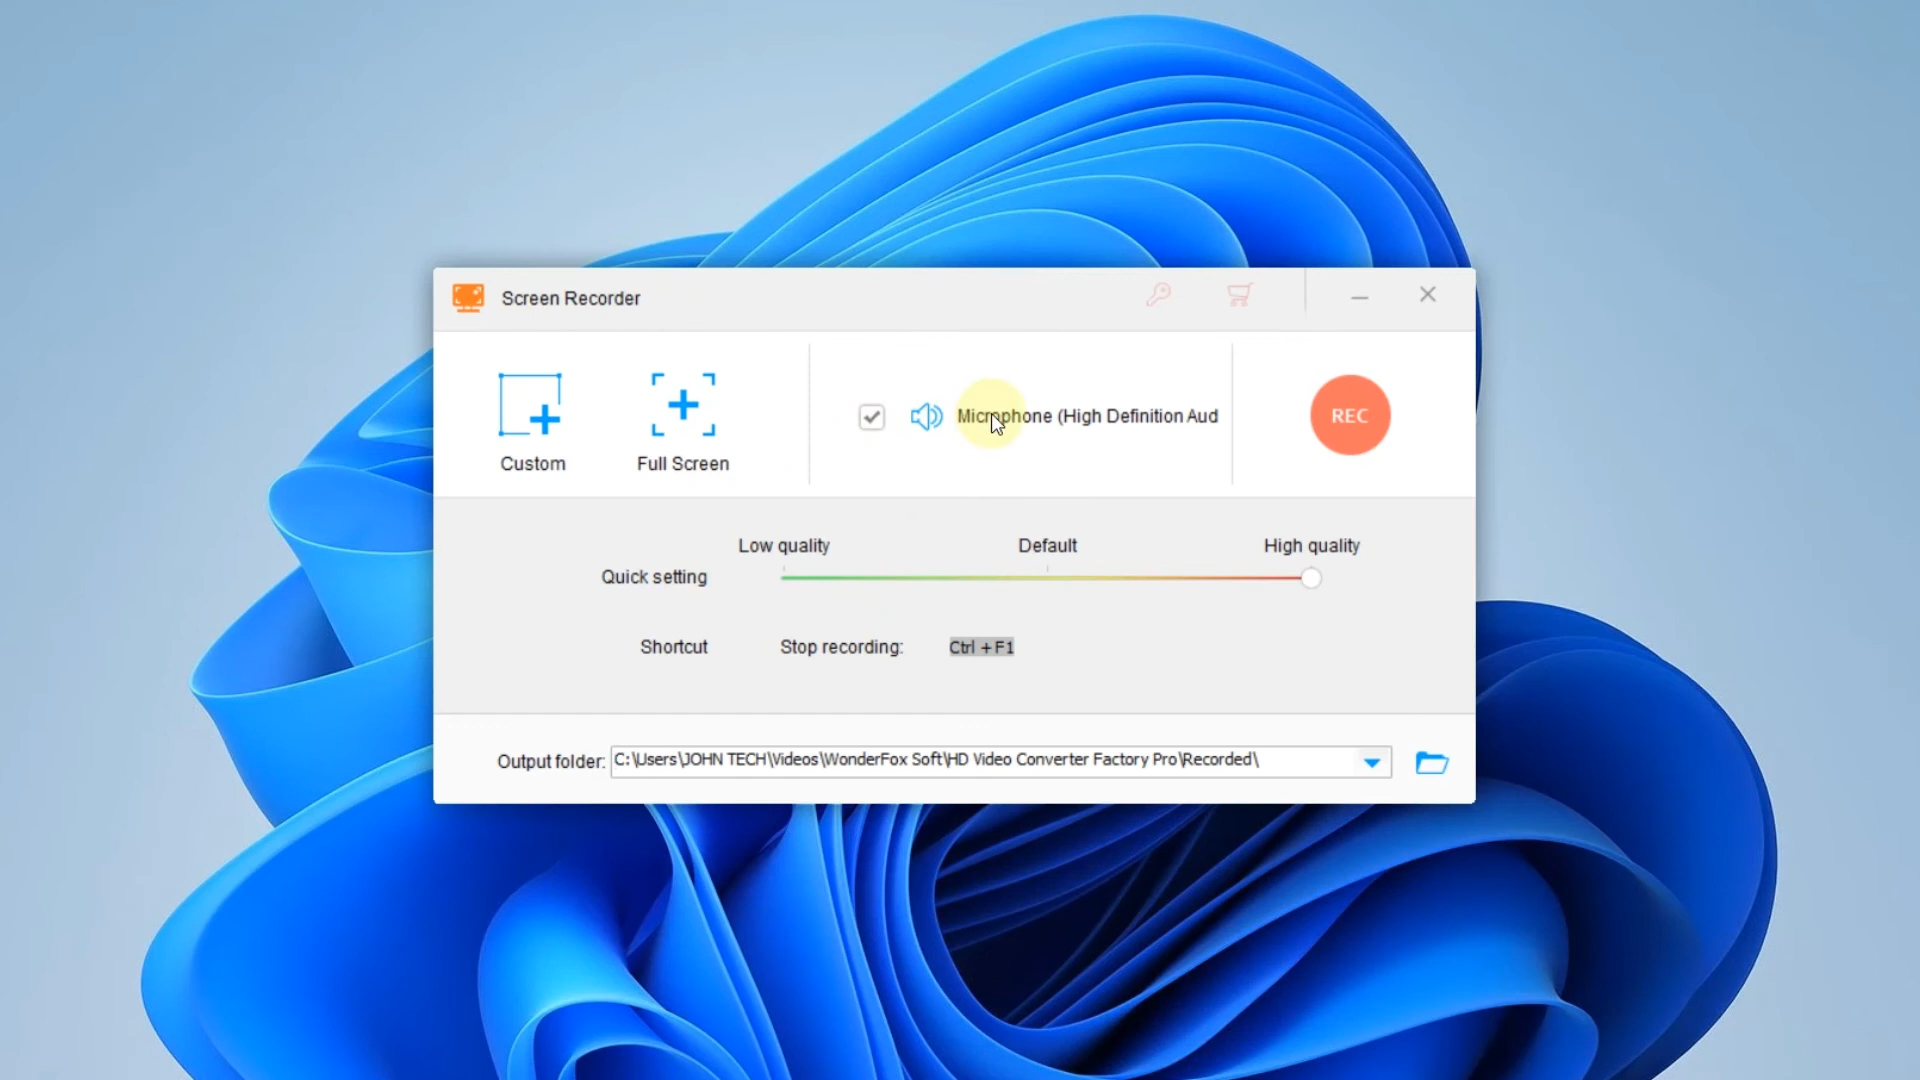 Screen Recorder
Custom
Full Screen
Microphone (High Definition Aud
REC
Low quality
Default
High quality
Quick setting
Shortcut
Stop recording:
Ctrl + F1
Output folder:
C:\Users\JOHN TECH\Videos\WonderFox Soft\HD Video Converter Factory Pro\Recorded\